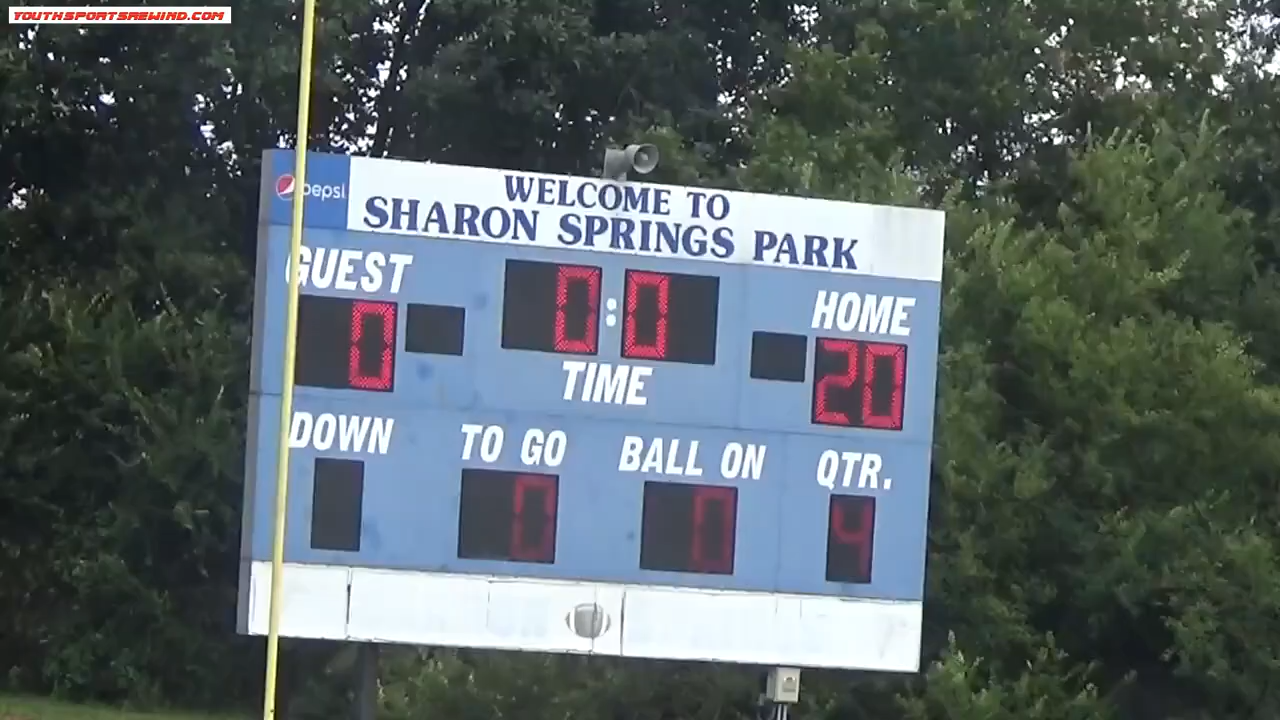 YOUTHSPORTSREWIND.COM
pepsi
WELCOME TO
SHARON SPRINGS PARK
GUEST
HOME
0
0:0
20
TIME
DOWN
TO GO
BALL ON
QTR.
0
0
4